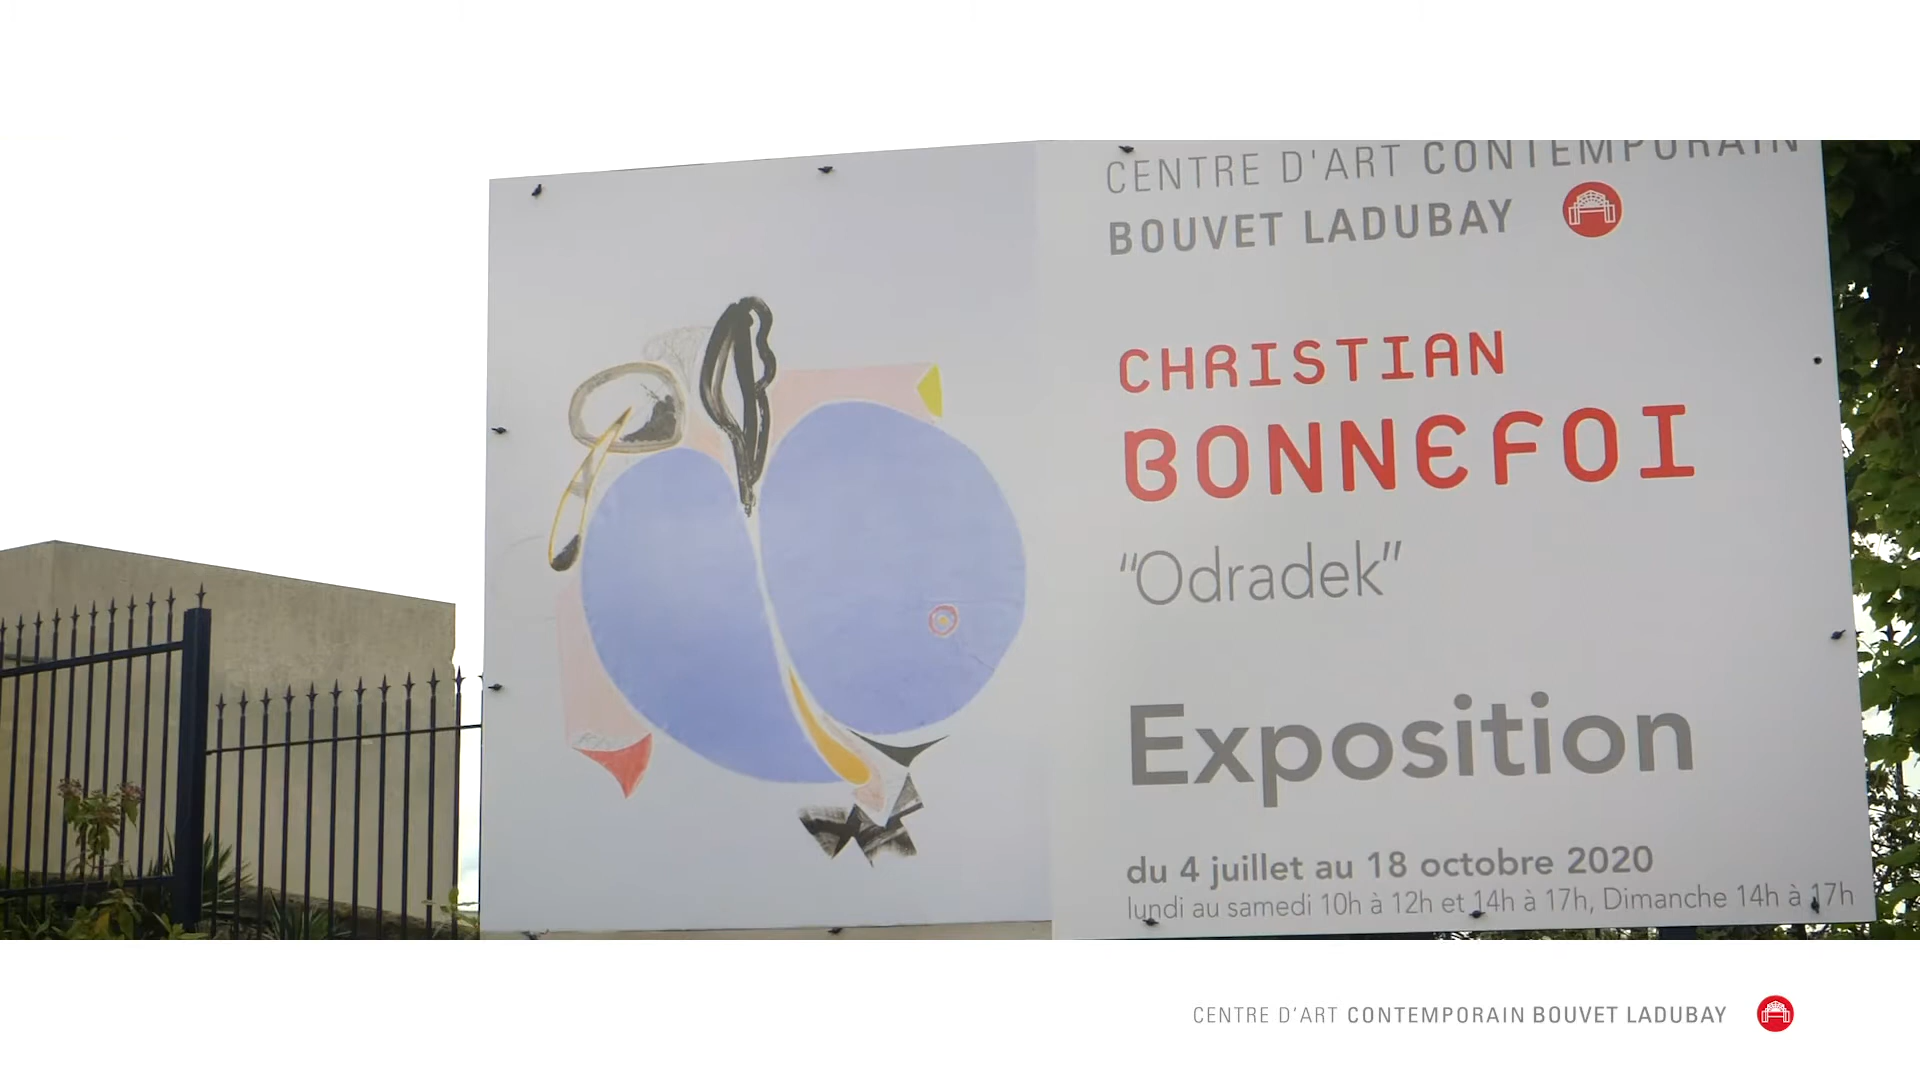 CENTRE D'ART CONTEMPORAIN
BOUVET LADUBAY
CHRISTIAN
BONNEFOI
"Odradek"
Exposition
du 4 juillet au 18 octobre 2020
lundi au samedi 10h à 12h et 14h à 17h, Dimanche 14h à 17h
CENTRE D'ART CONTEMPORAIN BOUVET LADUBAY